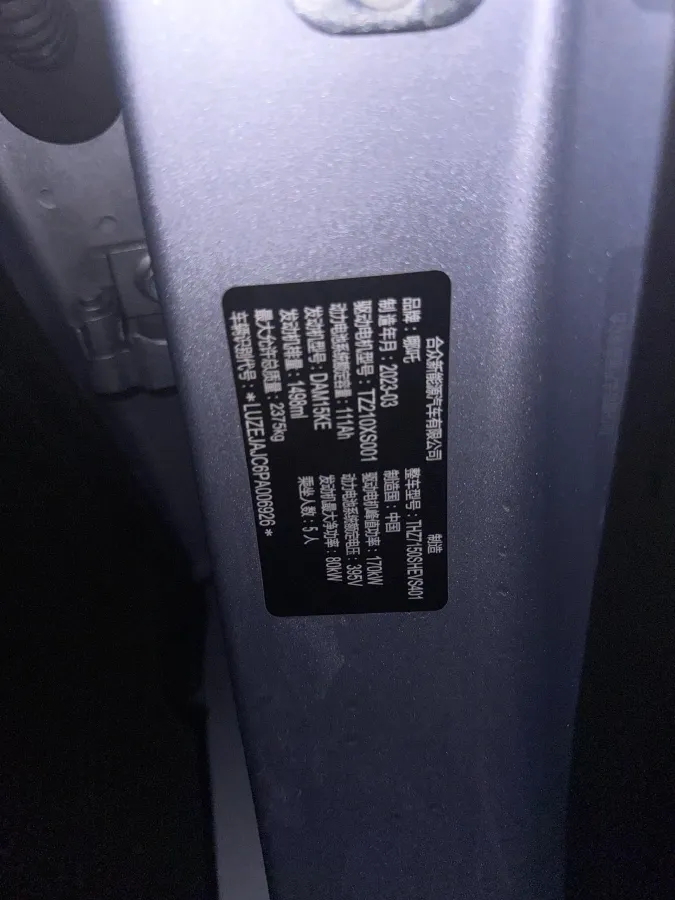 合众新能源汽车有限公司 制造
品牌：哪吒 整车型号：THZ7150SHEVS401
制造年月：2023-03 制造国：中国
驱动电机型号：TZ210XS001 驱动电机峰值功率：170kW
动力电池系统额定容量：111Ah 动力电池系统额定电压：395V
发动机型号：DAM15KE 发动机最大净功率：80kW
发动机排量：1498ml 乘坐人数：5人
最大允许总质量：2375kg
车辆识别代号：*LUZEJAJC6PA006926*